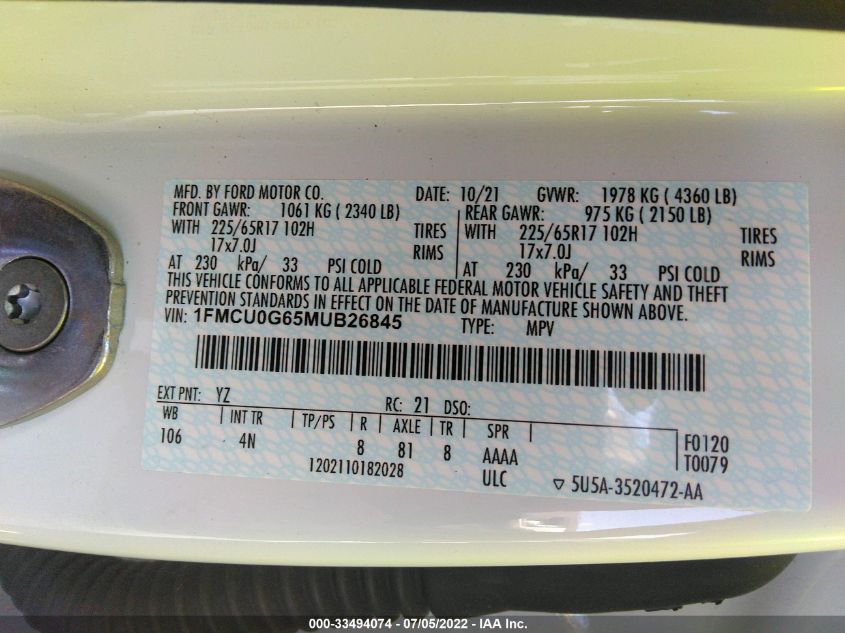 MFD. BY FORD MOTOR CO. DATE: 10/21 GVWR: 1978 KG ( 4360 LB)
FRONT GAWR: 1061 KG ( 2340 LB) REAR GAWR: 975 KG ( 2150 LB)
WITH 225/65R17 102H TIRES WITH 225/65R17 102H TIRES
17x7.0J RIMS 17x7.0J RIMS
AT 230 kPa/ 33 PSI COLD AT 230 kPa/ 33 PSI COLD
THIS VEHICLE CONFORMS TO ALL APPLICABLE FEDERAL MOTOR VEHICLE SAFETY AND THEFT
PREVENTION STANDARDS IN EFFECT ON THE DATE OF MANUFACTURE SHOWN ABOVE.
VIN: 1FMCU0G65MUB26845 TYPE: MPV
EXT PNT: YZ RC: 21 DSO:
WB INT TR TP/PS R AXLE TR SPR
106 4N 8 81 8 AAAA F0120
1202110182028 ULC T0079
▽ 5U5A-3520472-AA
000-33494074 - 07/05/2022 - IAA Inc.